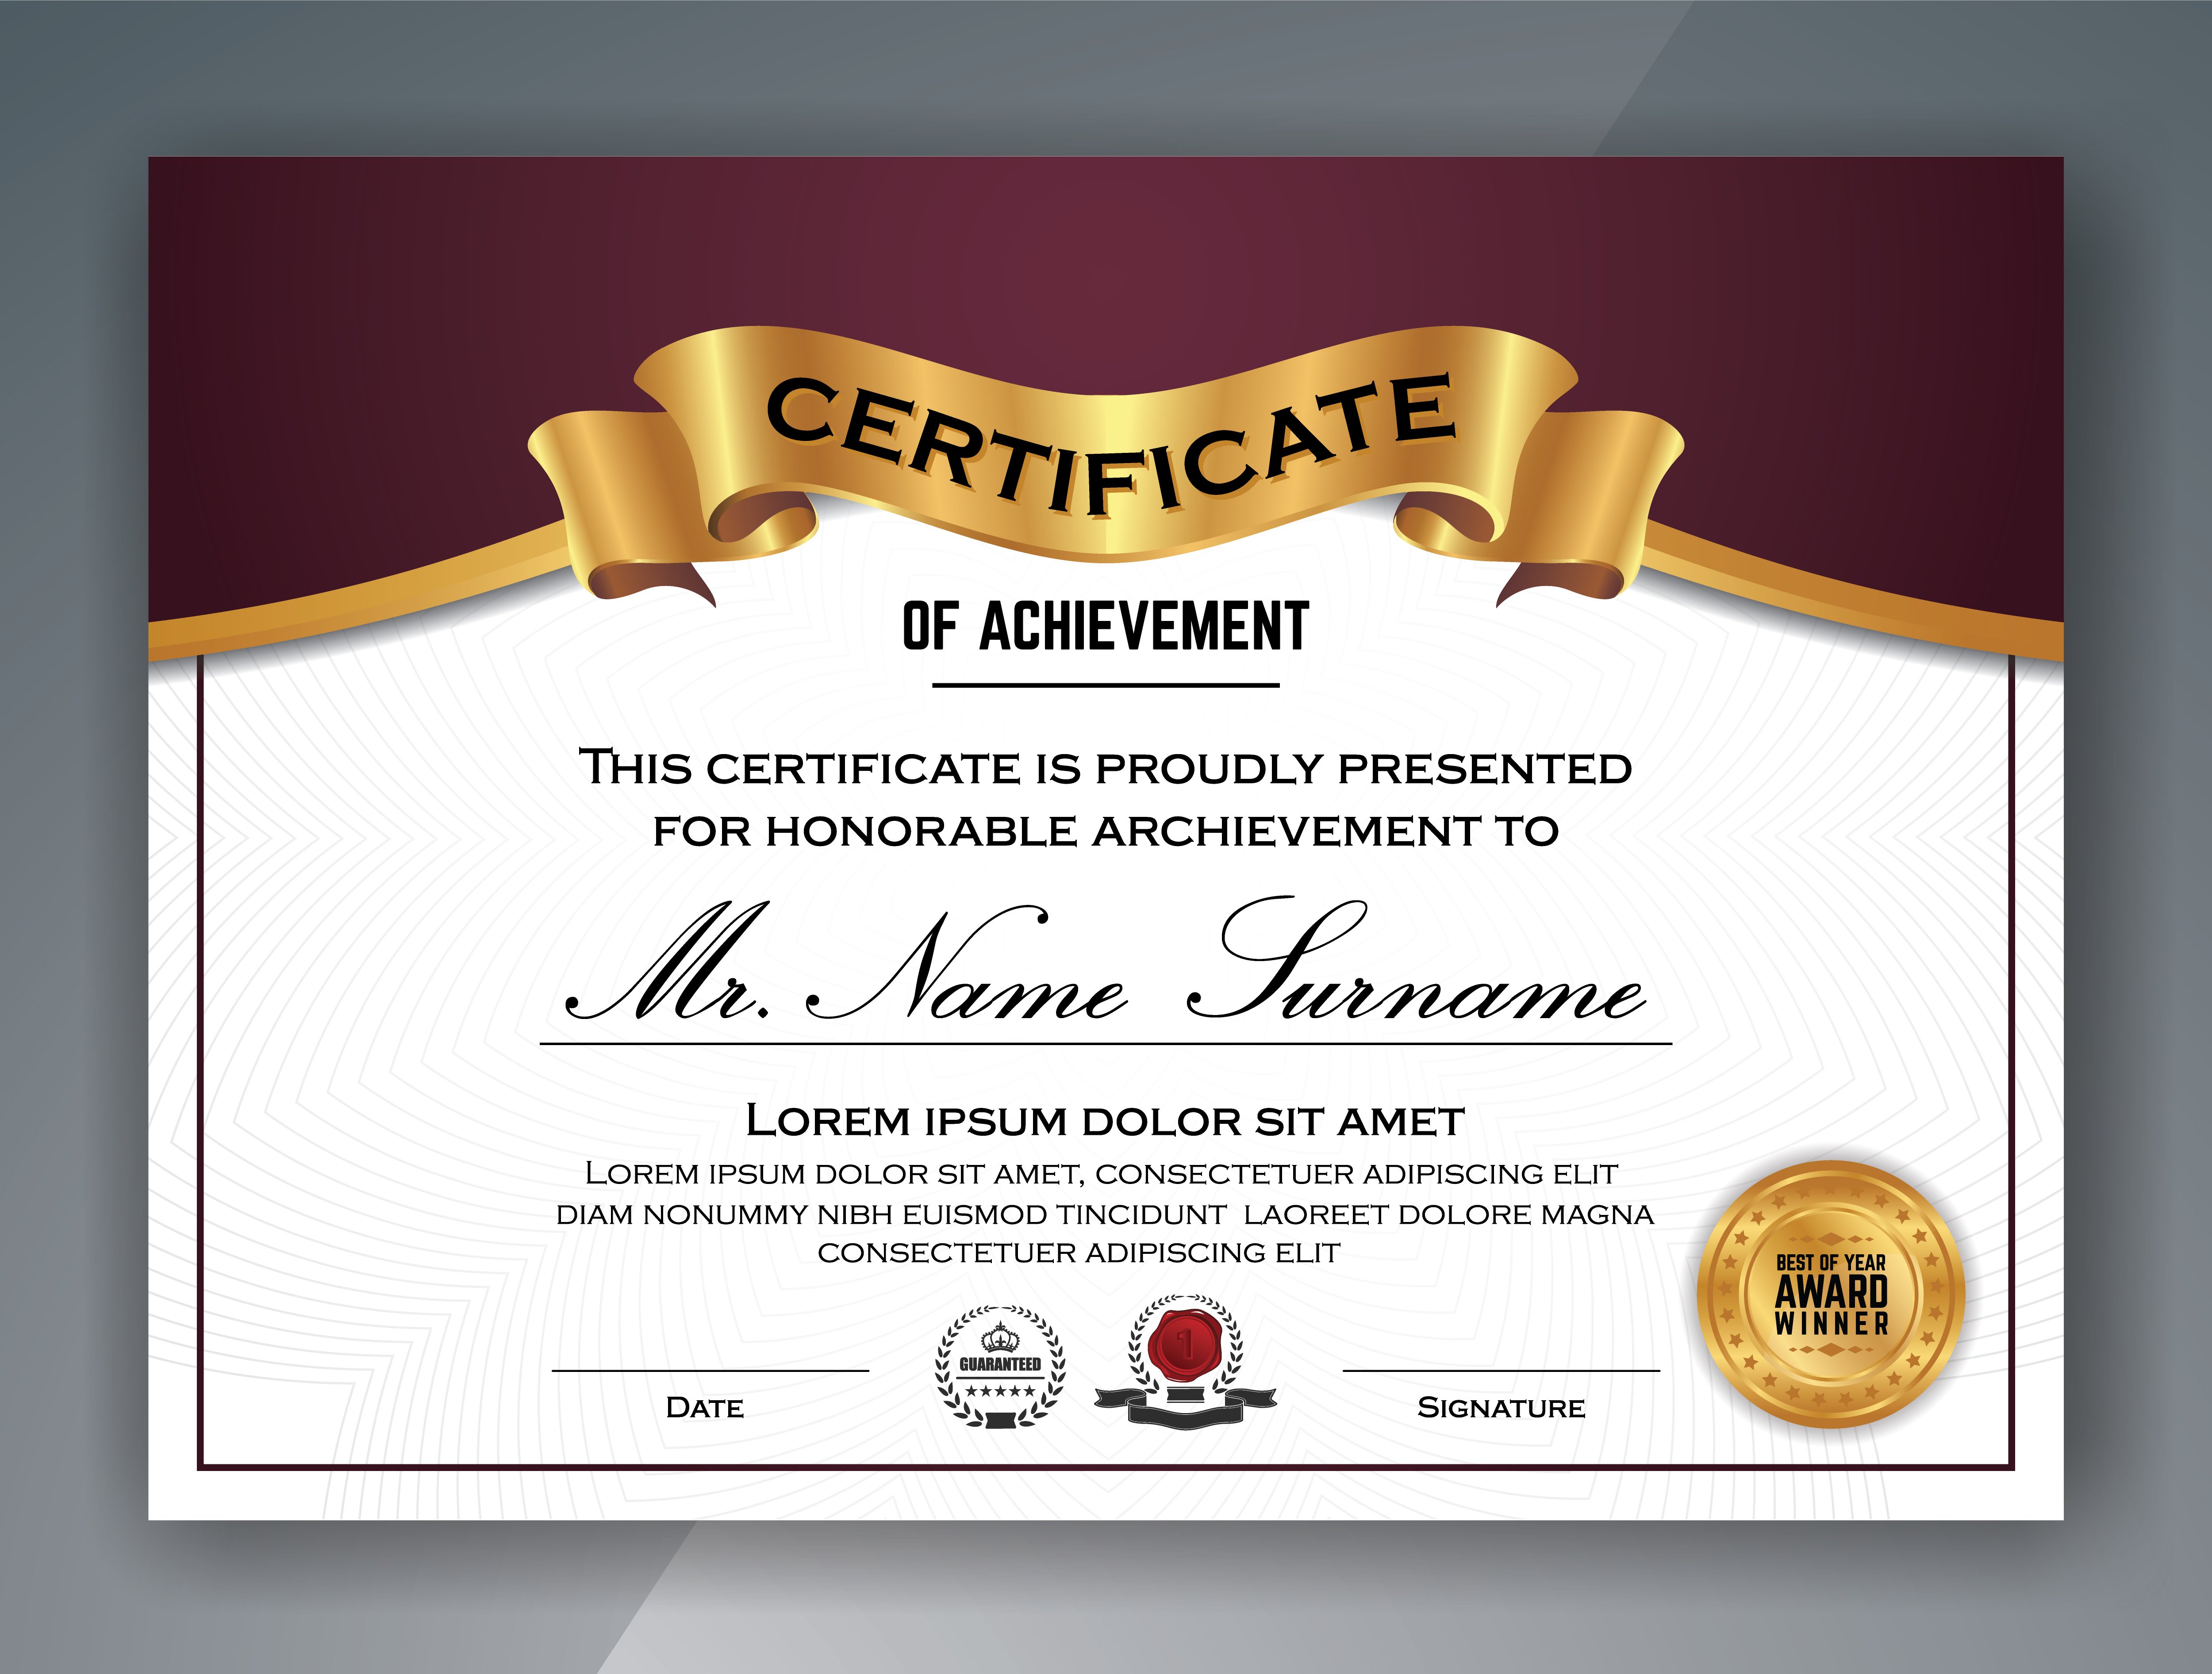 CERTIFICATE
OF ACHIEVEMENT
THIS CERTIFICATE IS PROUDLY PRESENTED
FOR HONORABLE ARCHIEVEMENT TO
Mr. Name Surname
LOREM IPSUM DOLOR SIT AMET
LOREM IPSUM DOLOR SIT AMET, CONSECTETUER ADIPISCING ELIT
DIAM NONUMMY NIBH EUISMOD TINCIDUNT LAOREET DOLORE MAGNA
CONSECTETUER ADIPISCING ELIT
BEST OF YEAR
AWARD
WINNER
GUARANTEED
1
DATE
SIGNATURE